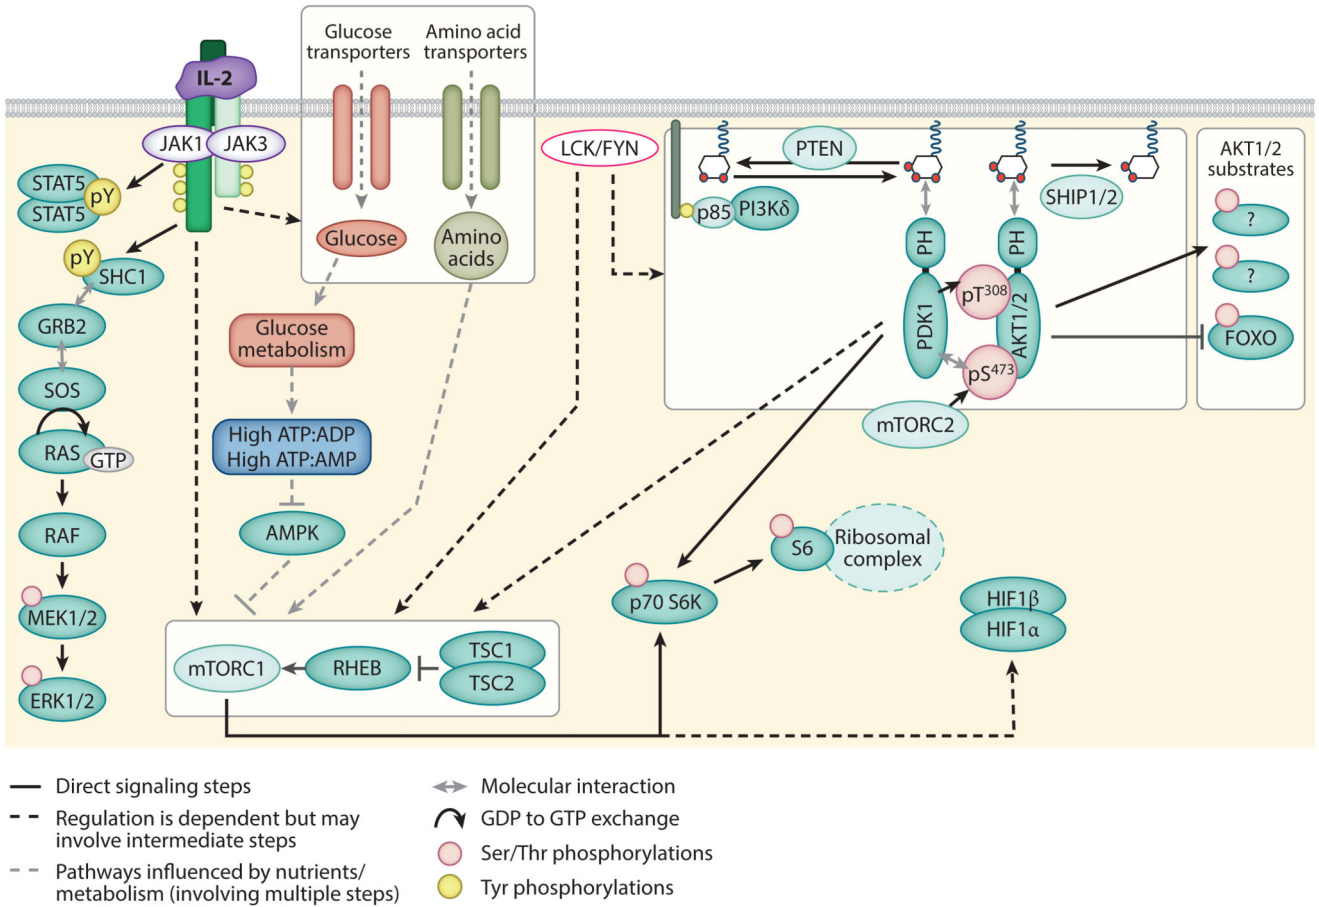 Glucose
transporters
Amino acid
transporters
IL-2
JAK1
JAK3
STAT5
STAT5
pY
pY
SHC1
GRB2
SOS
RAS
GTP
RAF
MEK1/2
ERK1/2
Glucose
Amino
acids
Glucose
metabolism
High ATP:ADP
High ATP:AMP
AMPK
mTORC1
RHEB
TSC1
TSC2
LCK/FYN
PTEN
p85
PI3Kδ
SHIP1/2
PH
PH
PDK1
AKT1/2
pT308
pS473
mTORC2
AKT1/2
substrates
?
?
FOXO
p70 S6K
S6
Ribosomal
complex
HIF1β
HIF1α
Direct signaling steps
Regulation is dependent but may
involve intermediate steps
Pathways influenced by nutrients/
metabolism (involving multiple steps)
Molecular interaction
GDP to GTP exchange
Ser/Thr phosphorylations
Tyr phosphorylations